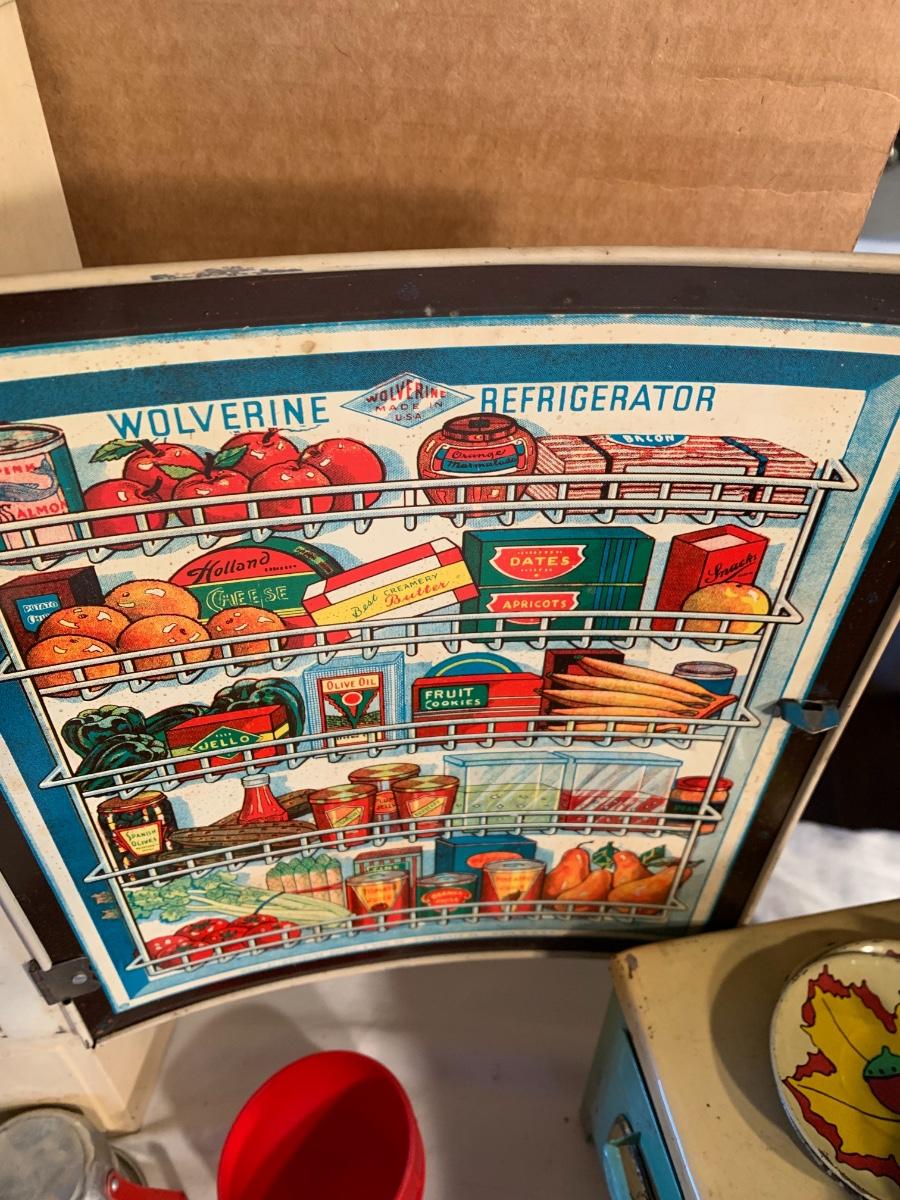 WOLVERINE
WOLVERINE
MADE IN
USA
REFRIGERATOR
PINK
SALMON
Orange
Marmalade
BACON
POTATO
Holland
CHEESE
Best CREAMERY
Butter
DATES
APRICOTS
Snacks
JELLO
OLIVE OIL
FRUIT
COOKIES
SPANISH
OLIVES